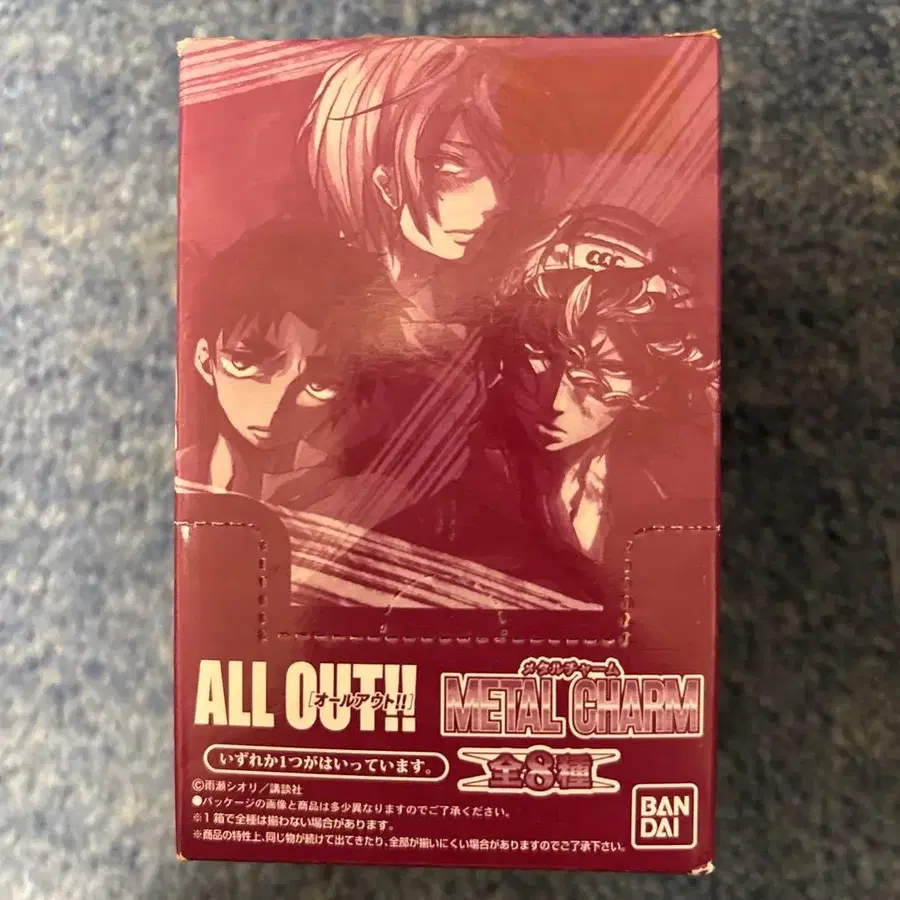 CCC
ALL OUT!!
[オールアウト!!]
メタルチャーム
METAL CHARM
いずれか1つがはいっています。
全8種
©雨瀬シオリ／講談社
●パッケージの画像と商品は多少異なりますのでご了承ください。
※1箱で全種は揃わない場合があります。
※商品の特性上、同じ物が続けて出てきたり、全部が揃いにくい場合がありますのでご了承下さい。
BAN
DAI